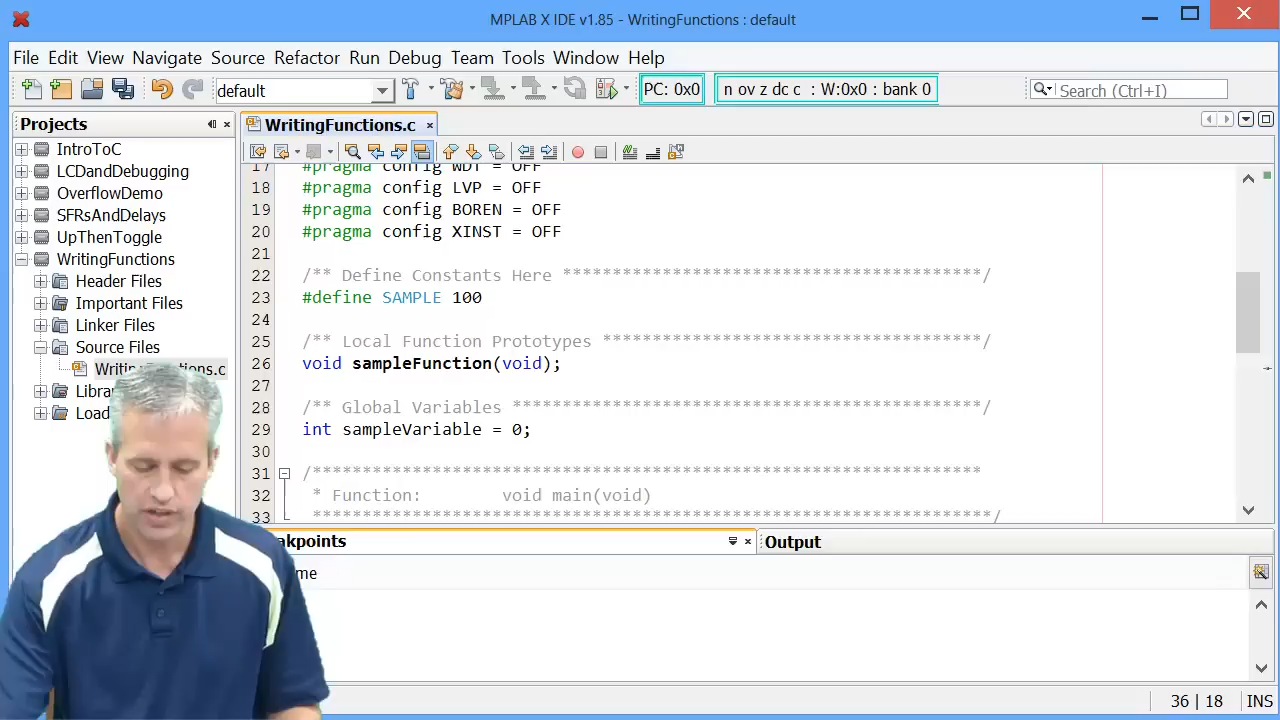 MPLAB X IDE v1.85 - WritingFunctions : default
File Edit View Navigate Source Refactor Run Debug Team Tools Window Help
default
PC: 0x0
n ov z dc c : W:0x0 : bank 0
Search (Ctrl+I)
Projects
IntroToC
LCDandDebugging
OverflowDemo
SFRsAndDelays
UpThenToggle
WritingFunctions
Header Files
Important Files
Linker Files
Source Files
WritingFunctions.c
17 #pragma config WDT = OFF
18 #pragma config LVP = OFF
19 #pragma config BOREN = OFF
20 #pragma config XINST = OFF
21
22 /** Define Constants Here ******************************************/
23 #define SAMPLE 100
24
25 /** Local Function Prototypes **************************************/
26 void sampleFunction(void);
27
28 /** Global Variables ***********************************************/
29 int sampleVariable = 0;
30
31 /*******************************************************************
32 * Function: void main(void)
33 ********************************************************************/
Output
36 | 18
INS